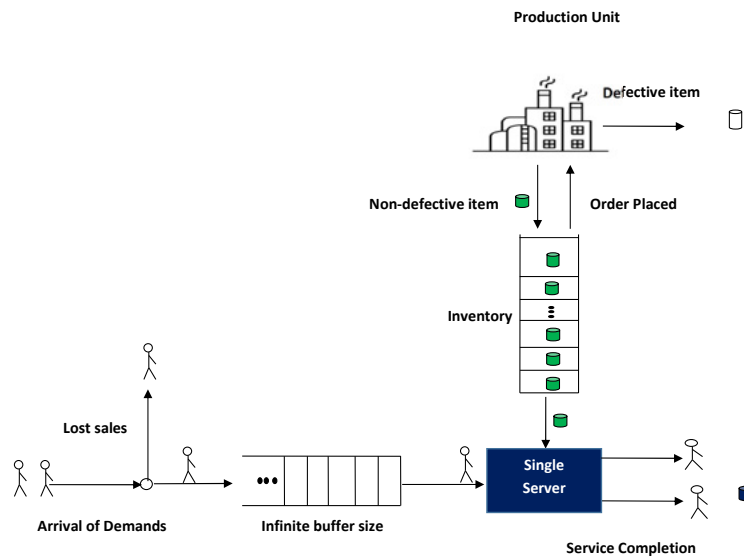 Production Unit
Defective item
Non-defective item
Order Placed
Inventory
Lost sales
Single
Server
Arrival of Demands
Infinite buffer size
Service Completion